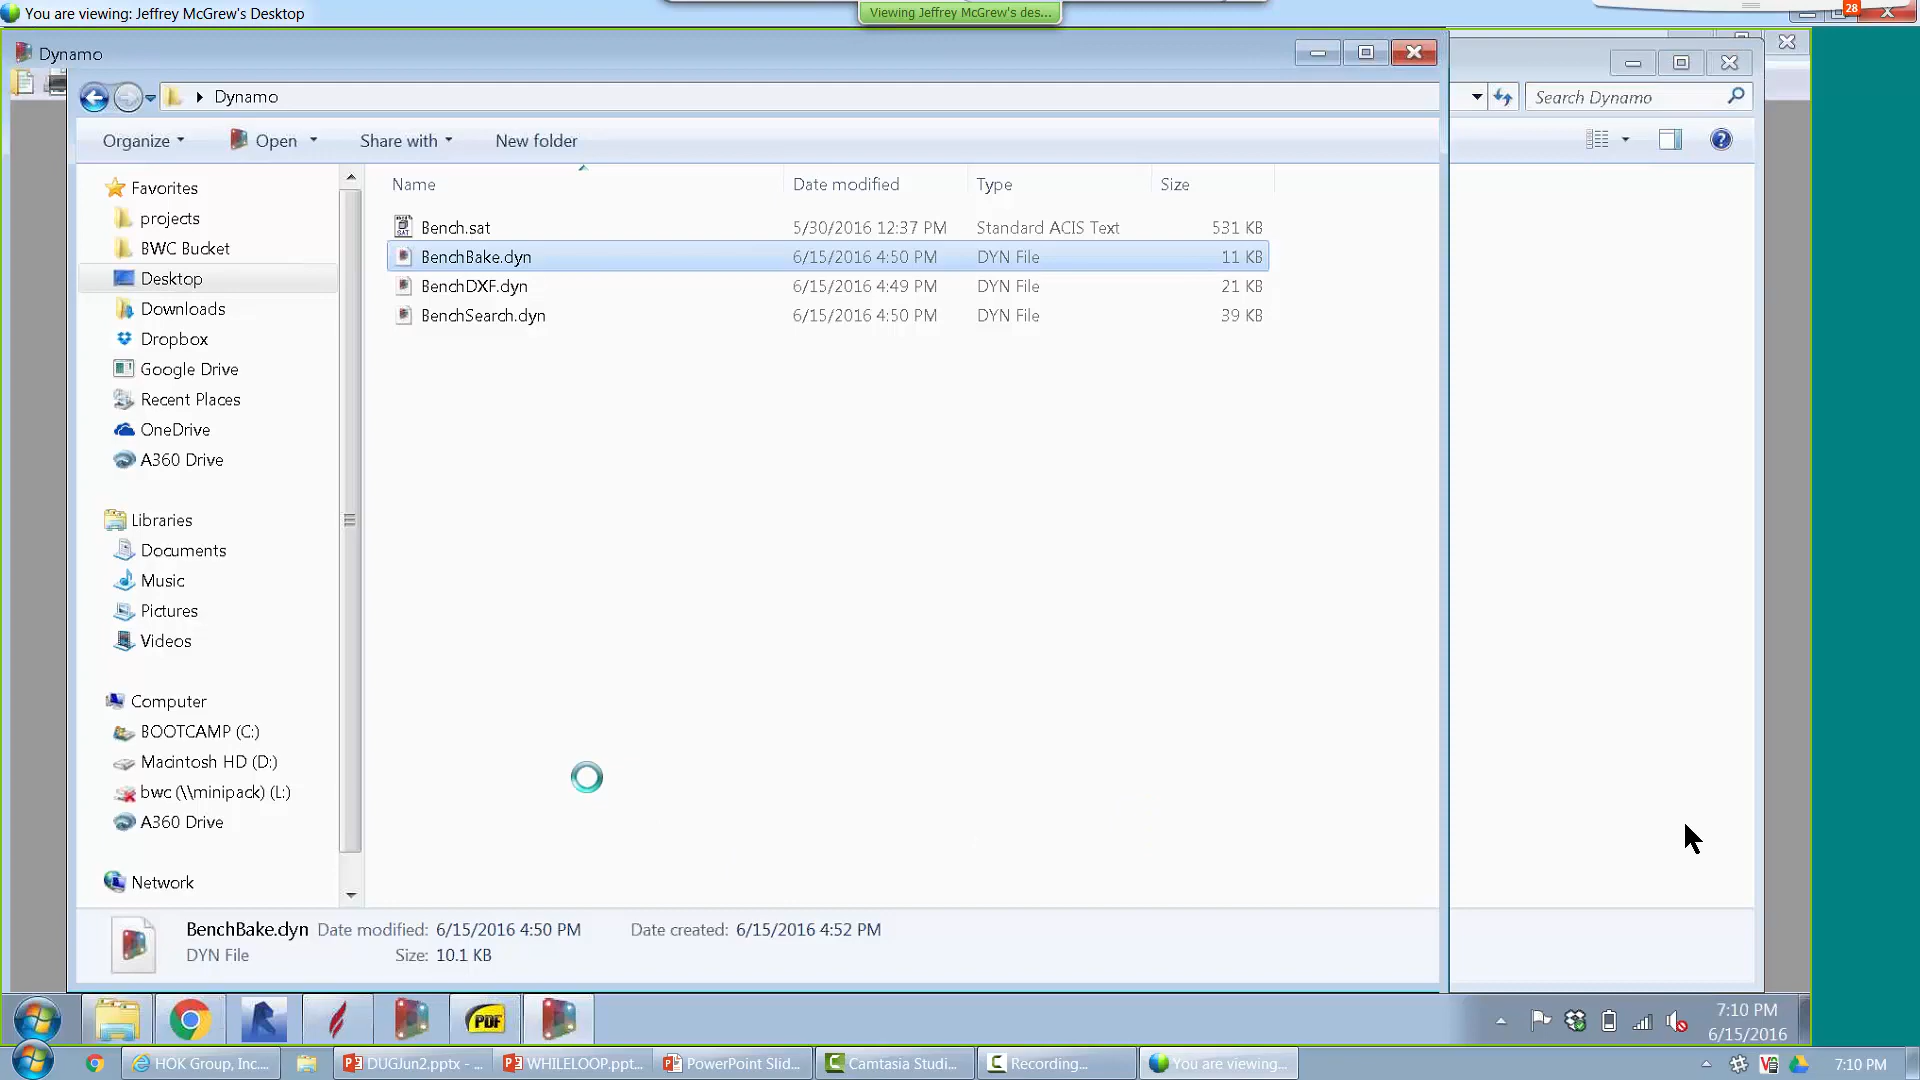 You are viewing: Jeffrey McGrew's Desktop
Viewing Jeffrey McGrew's des...
28
Dynamo
Dynamo
Search Dynamo
Organize
Open
Share with
New folder
Name
Date modified
Type
Size
Bench.sat 5/30/2016 12:37 PM Standard ACIS Text 531 KB
BenchBake.dyn 6/15/2016 4:50 PM DYN File 11 KB
BenchDXF.dyn 6/15/2016 4:49 PM DYN File 21 KB
BenchSearch.dyn 6/15/2016 4:50 PM DYN File 39 KB
Favorites
projects
BWC Bucket
Desktop
Downloads
Dropbox
Google Drive
Recent Places
OneDrive
A360 Drive
Libraries
Documents
Music
Pictures
Videos
Computer
BOOTCAMP (C:)
Macintosh HD (D:)
bwc (\\minipack) (L:)
A360 Drive
Network
BenchBake.dyn Date modified: 6/15/2016 4:50 PM Date created: 6/15/2016 4:52 PM
DYN File Size: 10.1 KB
PDF
7:10 PM
6/15/2016
HOK Group, Inc....
DUGJun2.pptx - ...
WHILELOOP.ppt...
PowerPoint Slid...
Camtasia Studi...
Recording...
You are viewing...
7:10 PM